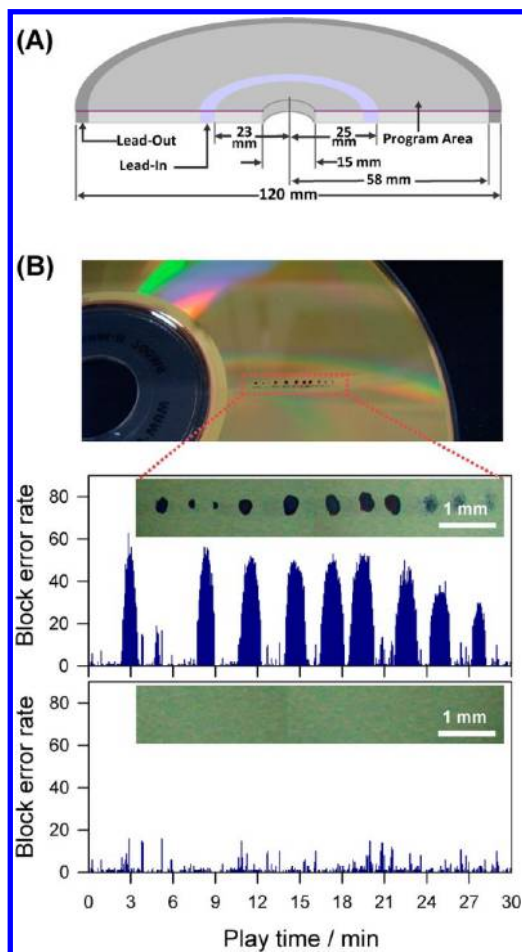 (A)
Lead-Out
Lead-In
23
mm
25
mm
15 mm
Program Area
58 mm
120 mm
(B)
Block error rate
80
60
40
20
0
1 mm
Block error rate
80
60
40
20
0
1 mm
0 3 6 9 12 15 18 21 24 27 30
Play time / min